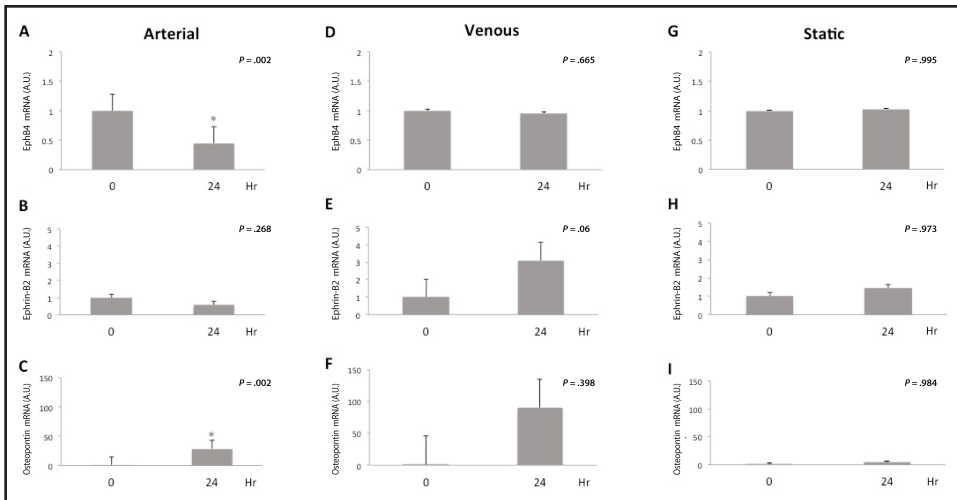 A
Arterial
P = .002
EphB4 mRNA (A.U.)
2
1.5
1
0.5
0
*
0
24
Hr
D
Venous
P = .665
EphB4 mRNA (A.U.)
2
1.5
1
0.5
0
0
24
Hr
G
Static
P = .995
EphB4 mRNA (A.U.)
2
1.5
1
0.5
0
0
24
Hr
B
P = .268
Ephrin-B2 mRNA (A.U.)
5
4
3
2
1
0
0
24
Hr
E
P = .06
Ephrin-B2 mRNA (A.U.)
5
4
3
2
1
0
0
24
Hr
H
P = .973
Ephrin-B2 mRNA (A.U.)
5
4
3
2
1
0
0
24
Hr
C
P = .002
Osteopontin mRNA (A.U.)
150
100
50
0
*
0
24
Hr
F
P = .398
Osteopontin mRNA (A.U.)
150
100
50
0
0
24
Hr
I
P = .984
Osteopontin mRNA (A.U.)
150
100
50
0
0
24
Hr